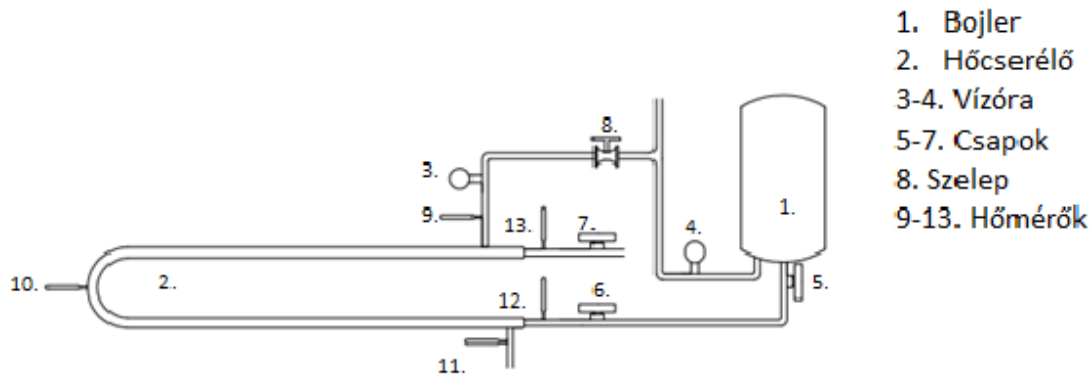 1. Bojler
2. Hőcserélő
3-4. Vízóra
5-7. Csapok
8. Szelep
9-13. Hőmérők
8.
3.
9.
13.
7.
4.
1.
10.
2.
12.
6.
5.
11.